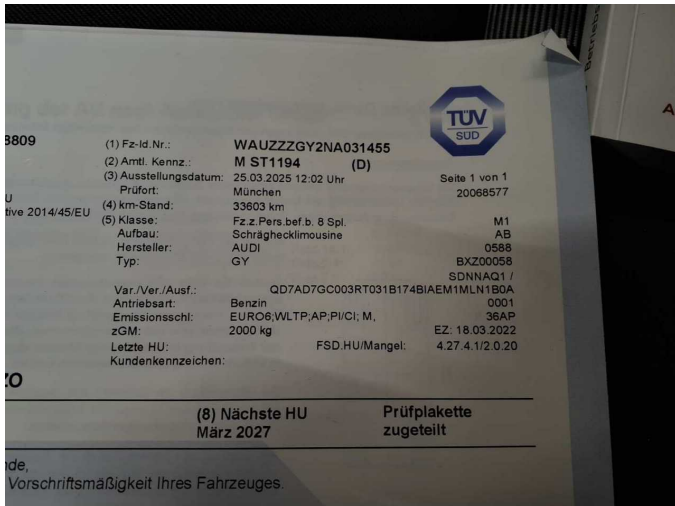 TÜV
SÜD
Betriebs
A
3809
(1) Fz-Id.Nr.: WAUZZZGY2NA031455
(2) Amtl. Kennz.: M ST1194 (D)
(3) Ausstellungsdatum: 25.03.2025 12:02 Uhr Seite 1 von 1
Prüfort: München 20068577
U
(4) km-Stand: 33603 km
tive 2014/45/EU
(5) Klasse: Fz.z.Pers.bef.b. 8 Spl. M1
Aufbau: Schräghecklimousine AB
Hersteller: AUDI 0588
Typ: GY BXZ00058
SDNNAQ1 /
Var./Ver./Ausf.: QD7AD7GC003RT031B174BIAEM1MLN1B0A
Antriebsart: Benzin 0001
Emissionsschl: EURO6;WLTP;AP;PI/CI; M, 36AP
zGM: 2000 kg EZ: 18.03.2022
Letzte HU: FSD.HU/Mangel: 4.27.4.1/2.0.20
Kundenkennzeichen:
ZO
(8) Nächste HU Prüfplakette
März 2027 zugeteilt
nde,
Vorschriftsmäßigkeit Ihres Fahrzeuges.